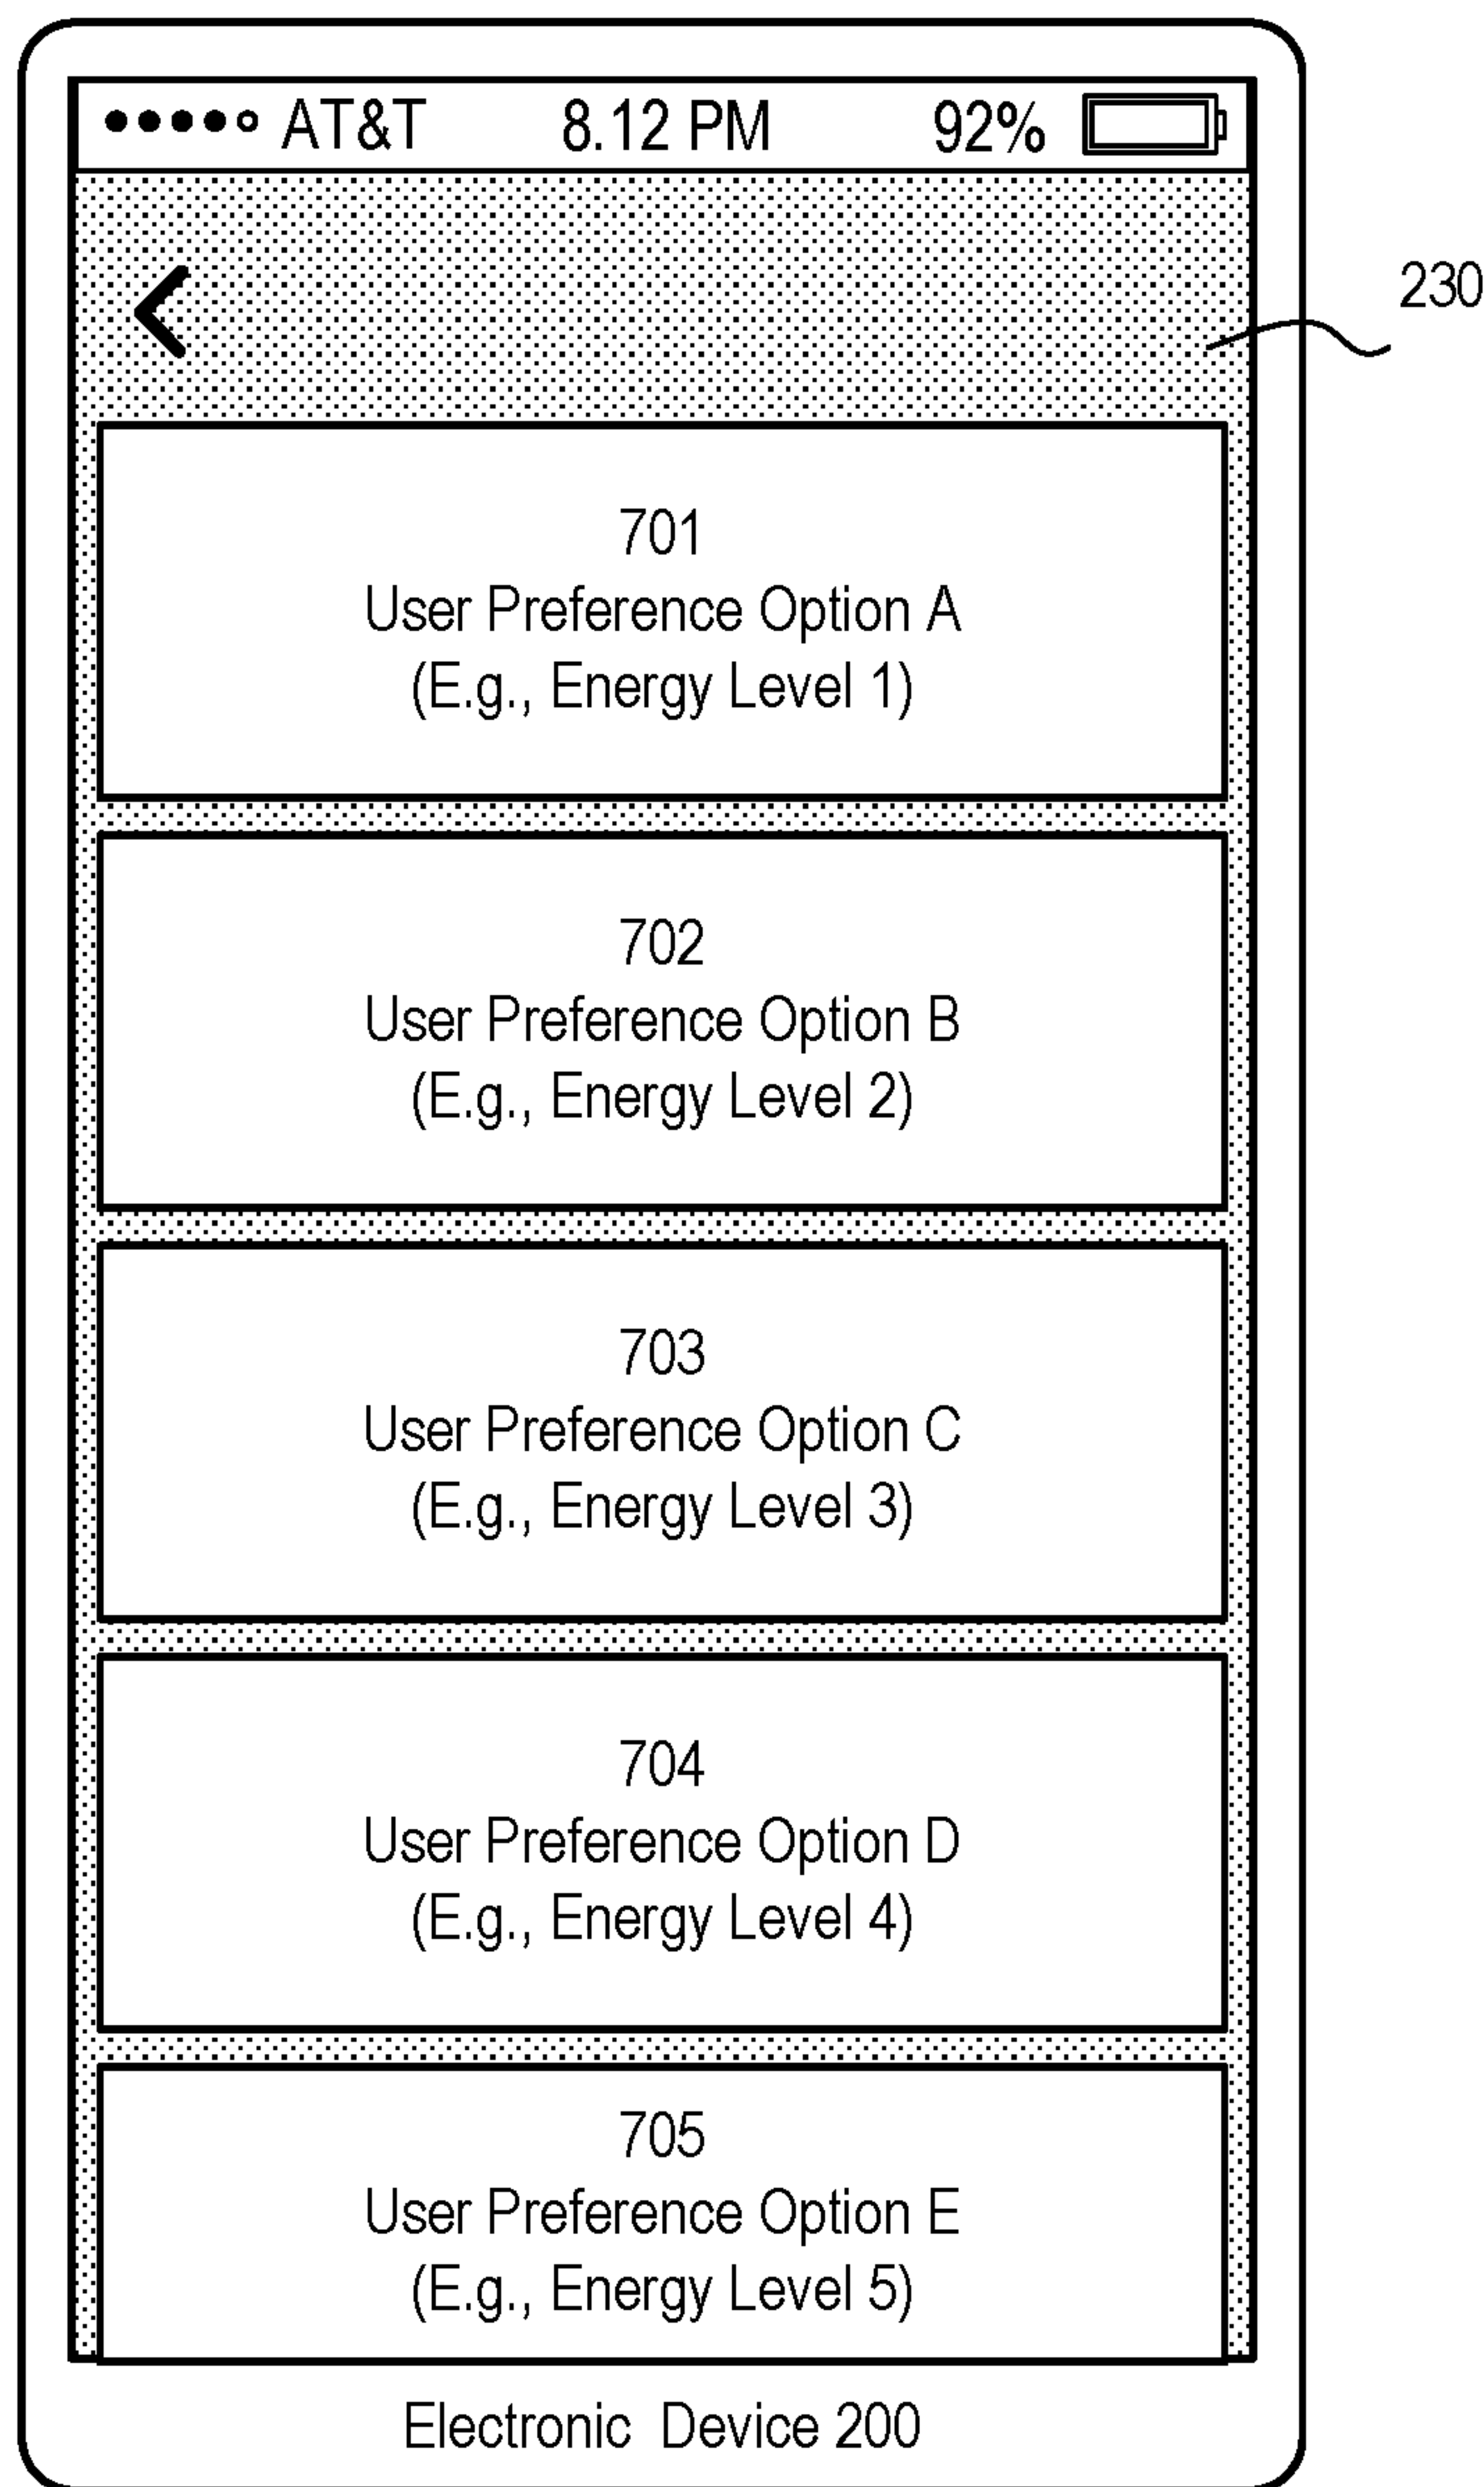 AT&T 8.12 PM 92%
230
701
User Preference Option A
(E.g., Energy Level 1)
702
User Preference Option B
(E.g., Energy Level 2)
703
User Preference Option C
(E.g., Energy Level 3)
704
User Preference Option D
(E.g., Energy Level 4)
705
User Preference Option E
(E.g., Energy Level 5)
Electronic Device 200